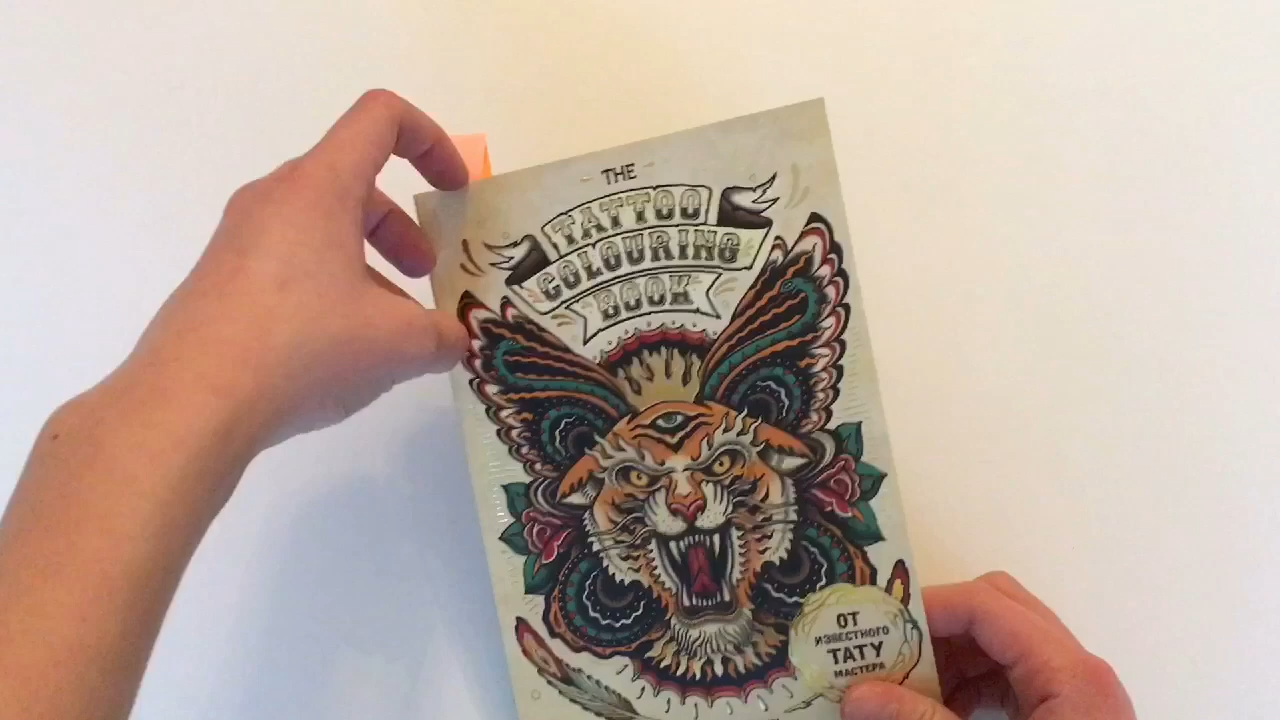 THE
TATTOO
COLOURING
BOOK
ОТ
ИЗВЕСТНОГО
ТАТУ
МАСТЕРА